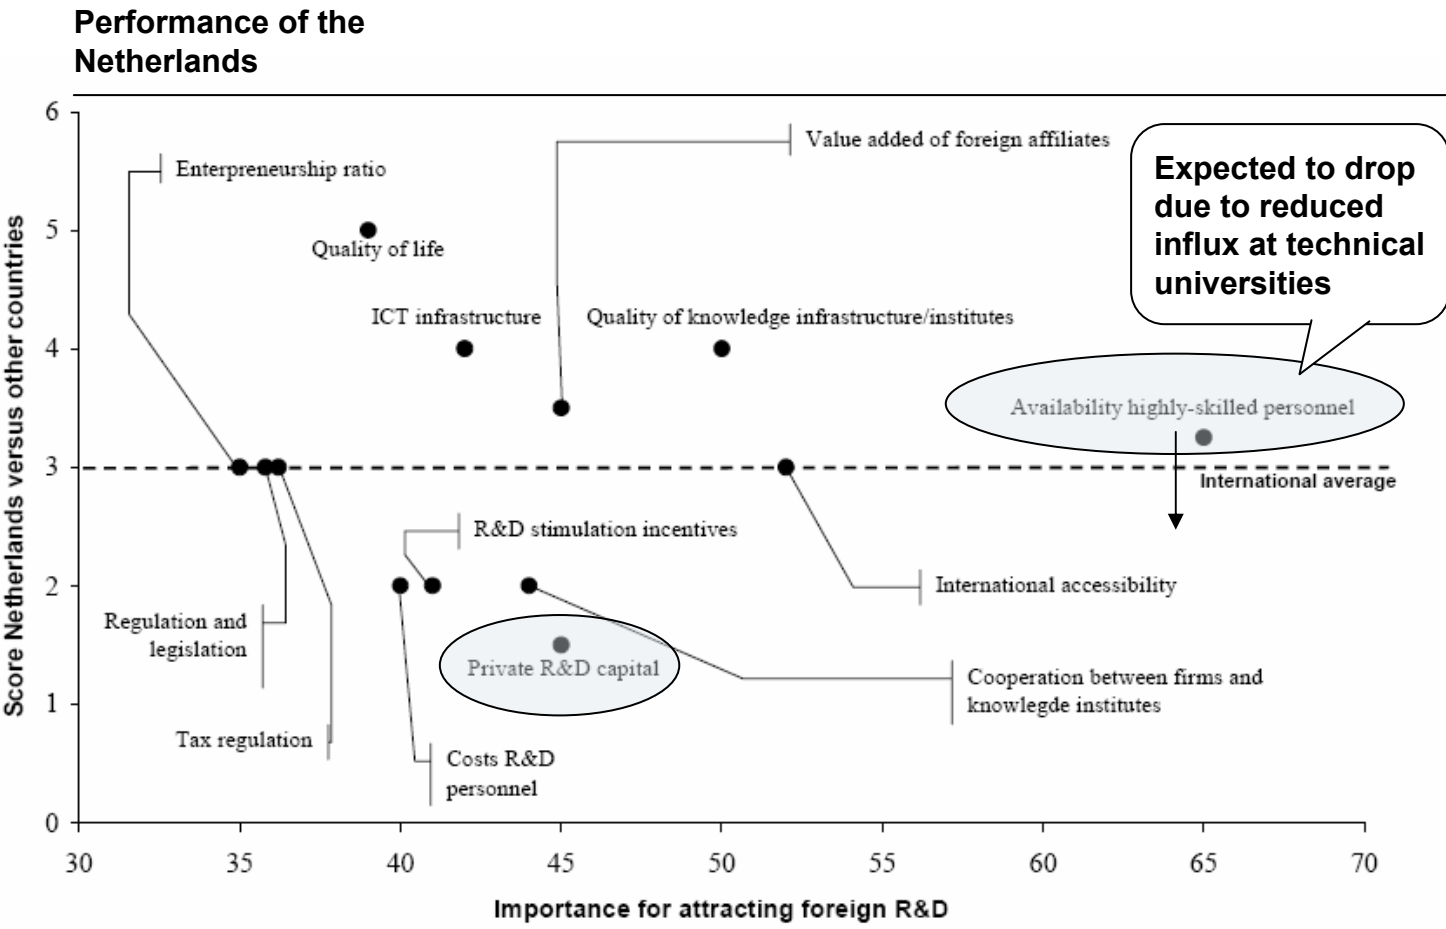 Performance of the
Netherlands
6
5
4
3
2
1
0
Score Netherlands versus other countries
Enterpreneurship ratio
Value added of foreign affiliates
Expected to drop
due to reduced
influx at technical
universities
Quality of life
ICT infrastructure
Quality of knowledge infrastructure/institutes
Availability highly-skilled personnel
International average
R&D stimulation incentives
International accessibility
Regulation and
legislation
Private R&D capital
Cooperation between firms and
knowlegde institutes
Tax regulation
Costs R&D
personnel
30 35 40 45 50 55 60 65 70
Importance for attracting foreign R&D